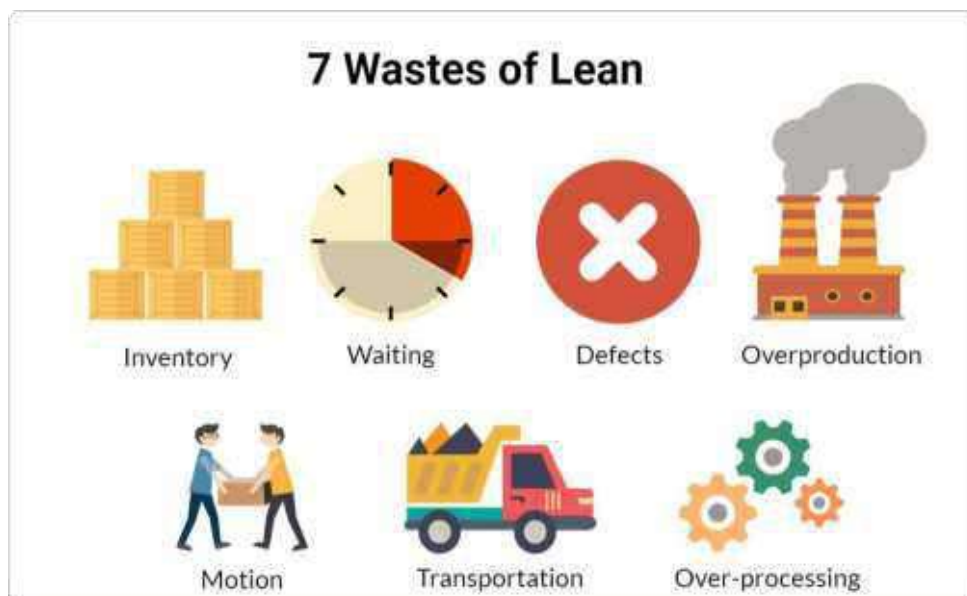 7 Wastes of Lean
Inventory
Waiting
Defects
Overproduction
Motion
Transportation
Over-processing